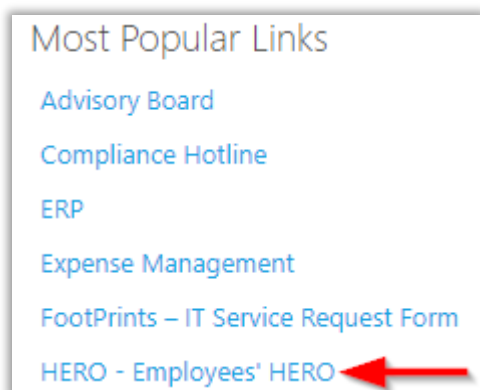 Most Popular Links
Advisory Board
Compliance Hotline
ERP
Expense Management
FootPrints – IT Service Request Form
HERO - Employees' HERO